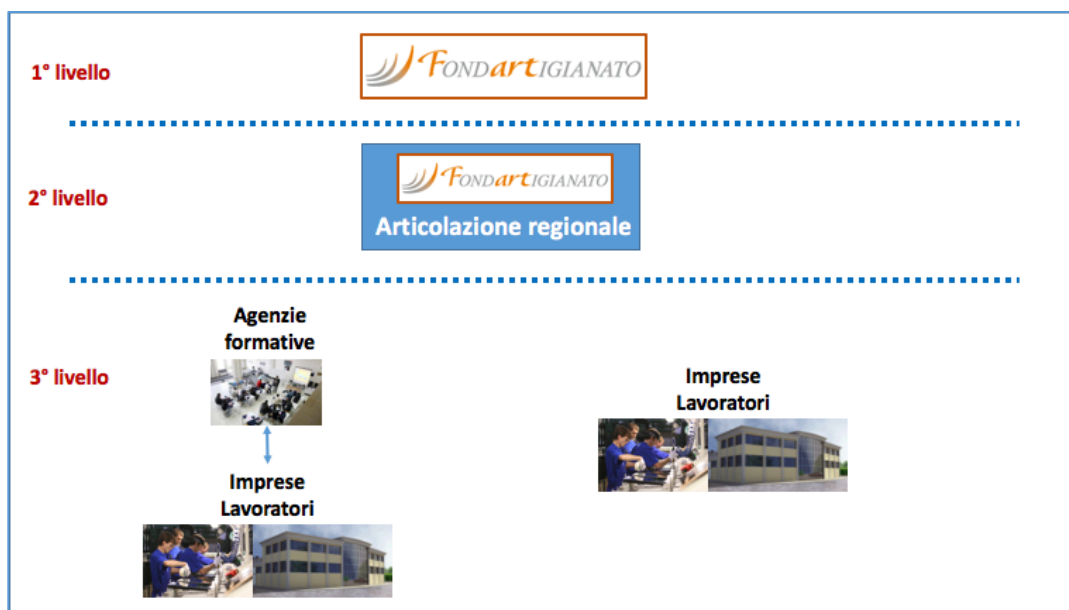 1° livello
FONDARTIGIANATO
2° livello
FONDARTIGIANATO
Articolazione regionale
3° livello
Agenzie
formative
Imprese
Lavoratori
Imprese
Lavoratori